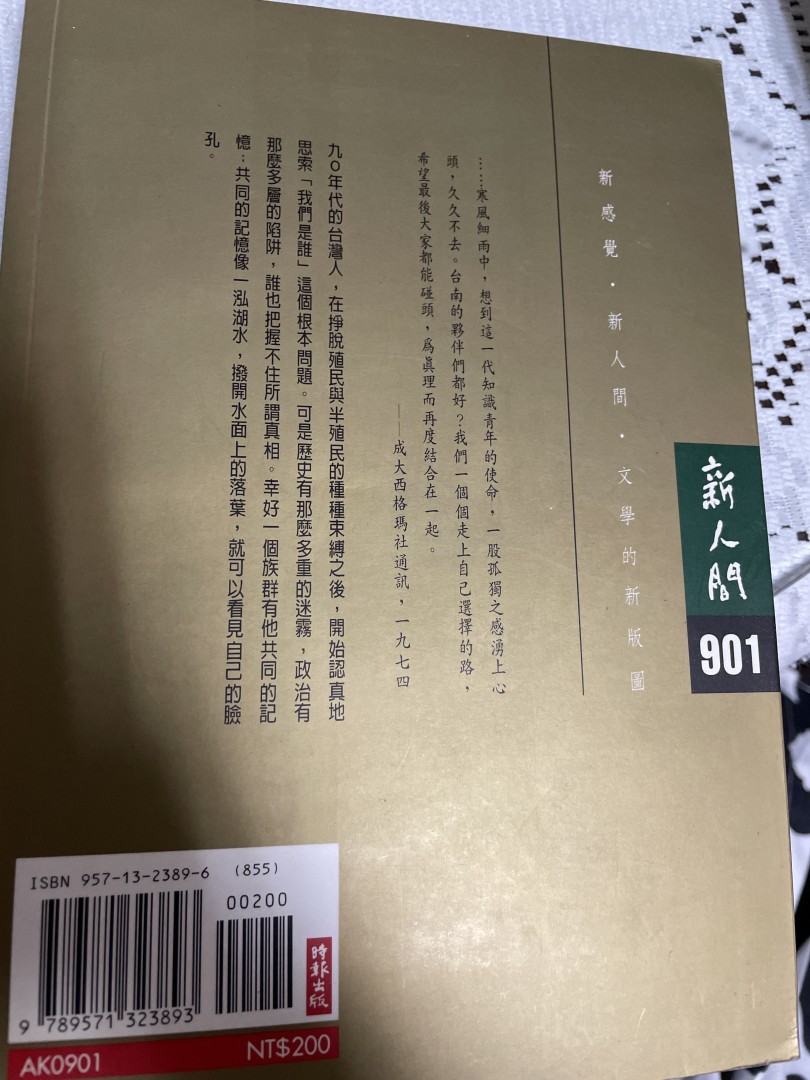 新人間
901
新感覺・新人間・文學的新版圖
……寒風細雨中，想到這一代知識青年的使命，一股孤獨之感湧上心
頭，久久不去。台南的夥伴們都好？我們一個個走上自己選擇的路，
希望最後大家都能碰頭，為真理而再度結合在一起。
——成大西格瑪社通訊，一九七四
九○年代的台灣人，在掙脫殖民與半殖民的種種束縛之後，開始認真地
思索「我們是誰」這個根本問題。可是歷史有那麼多重的迷霧，政治有
那麼多層的陷阱，誰也把握不住所謂真相。幸好一個族群有他共同的記
憶：共同的記憶像一泓湖水，撥開水面上的落葉，就可以看見自己的臉
孔。
ISBN 957-13-2389-6 (855)
00200
9 789571 323893
時報出版
AK0901 NT$200